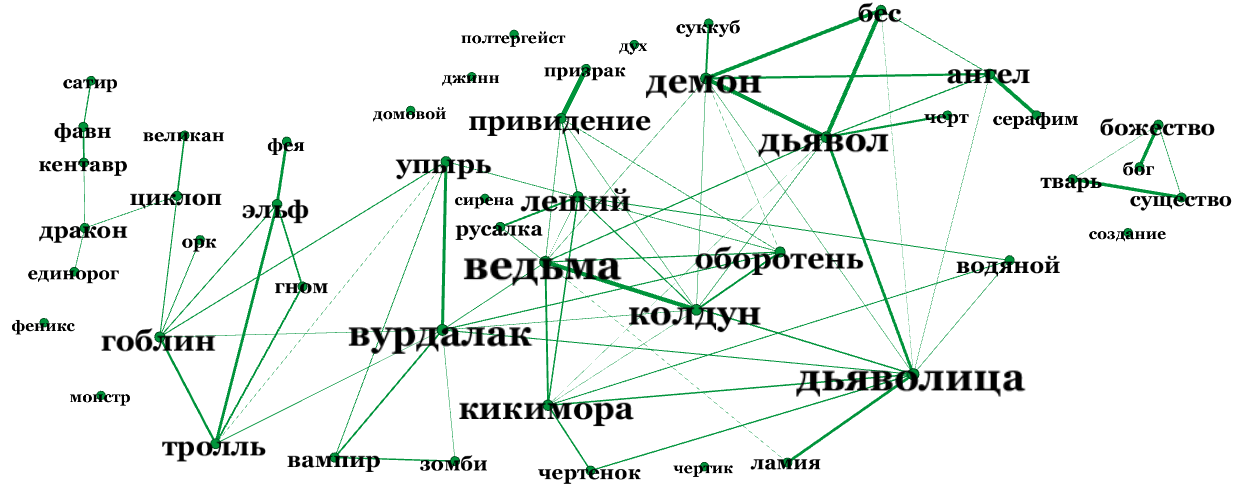 бес
суккуб
полтергейст
дух
призрак
ангел
джинн
демон
сатир
домовой
привидение
черт
серафим
фавн
великан
фея
дьявол
божество
кентавр
упырь
бог
тварь
циклоп
эльф
сирена
леший
существо
дракон
орк
русалка
создание
единорог
гном
ведьма
оборотень
водяной
феникс
гоблин
вурдалак
колдун
монстр
дьяволица
кикимора
тролль
вампир
зомби
чертенок
чертик
ламия